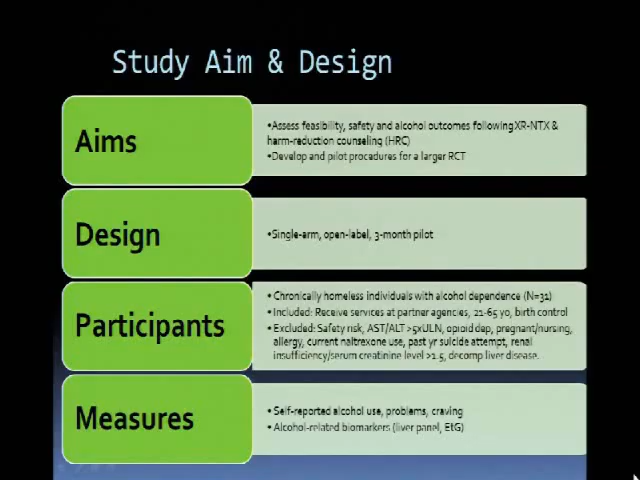 Study Aim & Design
Aims
•Assess feasibility, safety and alcohol outcomes following XR-NTX &
harm-reduction counseling (HRC)
•Develop and pilot procedures for a larger RCT
Design
•Single-arm, open-label, 3-month pilot
Participants
•Chronically homeless individuals with alcohol dependence (N=31)
•Included: Receive services at partner agencies, 21-65 yo, birth control
•Excluded: Safety risk, AST/ALT >5xULN, opioid dep, pregnant/nursing,
allergy, current naltrexone use, past yr suicide attempt, renal
insufficiency/serum creatinine level >1.5, decomp liver disease.
Measures
•Self-reported alcohol use, problems, craving
•Alcohol-related biomarkers (liver panel, EtG)